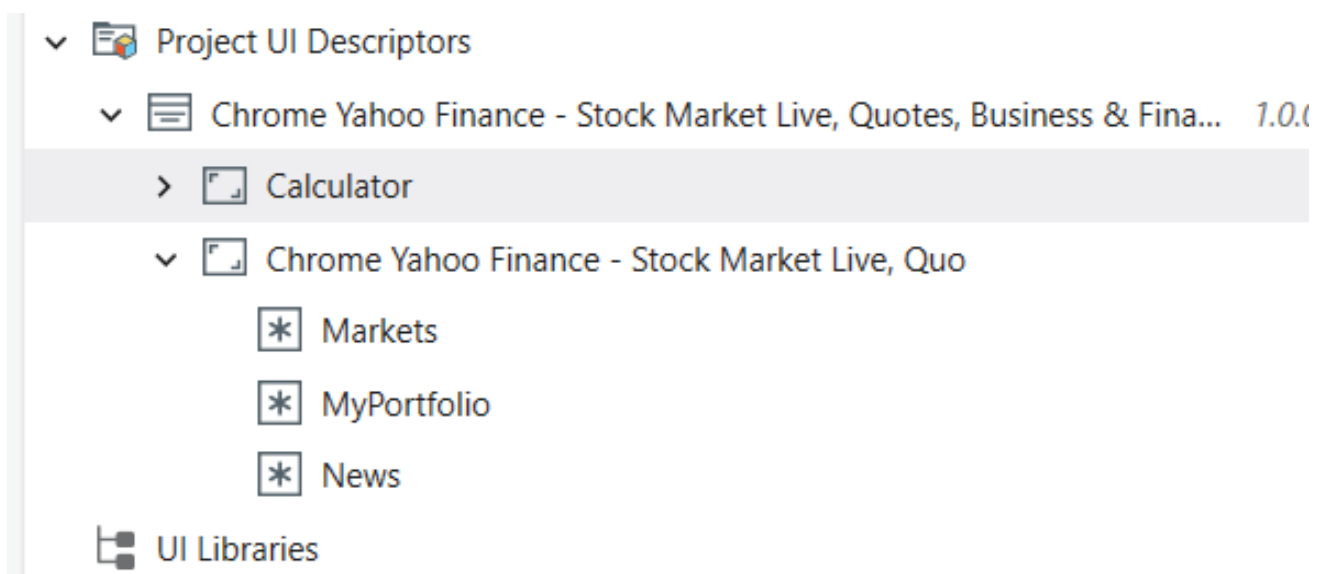 Project UI Descriptors
Chrome Yahoo Finance - Stock Market Live, Quotes, Business & Fina... 1.0.
Calculator
Chrome Yahoo Finance - Stock Market Live, Quo
Markets
MyPortfolio
News
UI Libraries